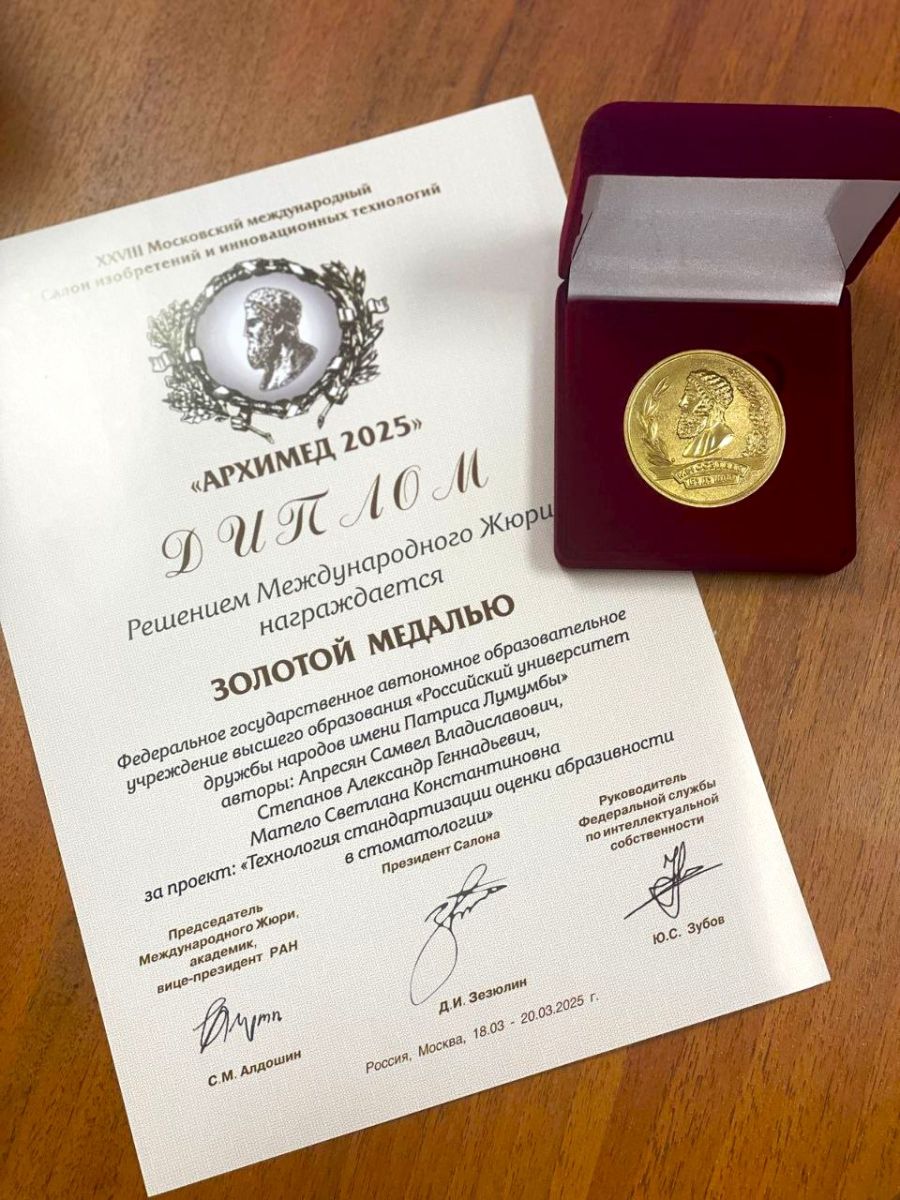 XXVIII Московский международный
Салон изобретений и инновационных технологий
«АРХИМЕД 2025»
ДИПЛОМ
Решением Международного Жюри
награждается
ЗОЛОТОЙ МЕДАЛЬЮ
Федеральное государственное автономное образовательное
учреждение высшего образования «Российский университет
дружбы народов имени Патриса Лумумбы»
авторы: Апресян Самвел Владиславович,
Степанов Александр Геннадьевич,
Матело Светлана Константиновна
за проект: «Технология стандартизации оценки абразивности
в стоматологии»
Председатель
Международного Жюри,
академик,
вице-президент РАН
С.М. Алдошин
Президент Салона
Д.И. Зезюлин
Руководитель
Федеральной службы
по интеллектуальной
собственности
Ю.С. Зубов
Россия, Москва, 18.03 - 20.03.2025 г.